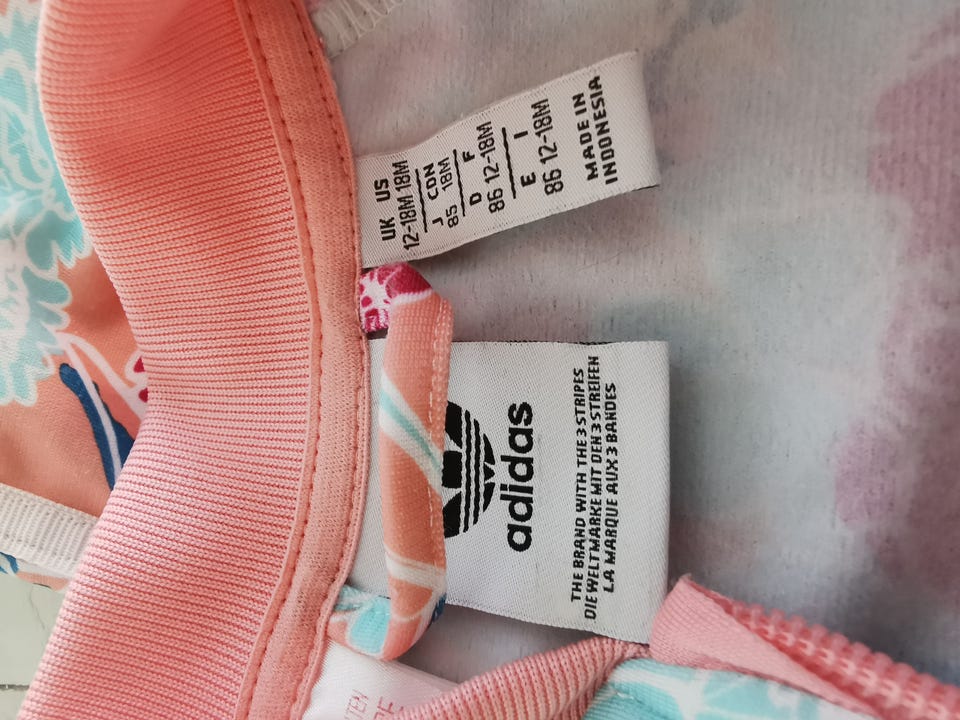 UK US
12-18M 18M
J CDN
85 18M
D F
86 12-18M
E I
86 12-18M
MADE IN
INDONESIA
adidas
THE BRAND WITH THE 3 STRIPES
DIE WELTMARKE MIT DEN 3 STREIFEN
LA MARQUE AUX 3 BANDES